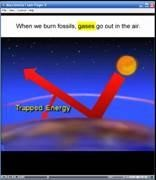 When we burn fossils, gases go out in the air.
Trapped Energy